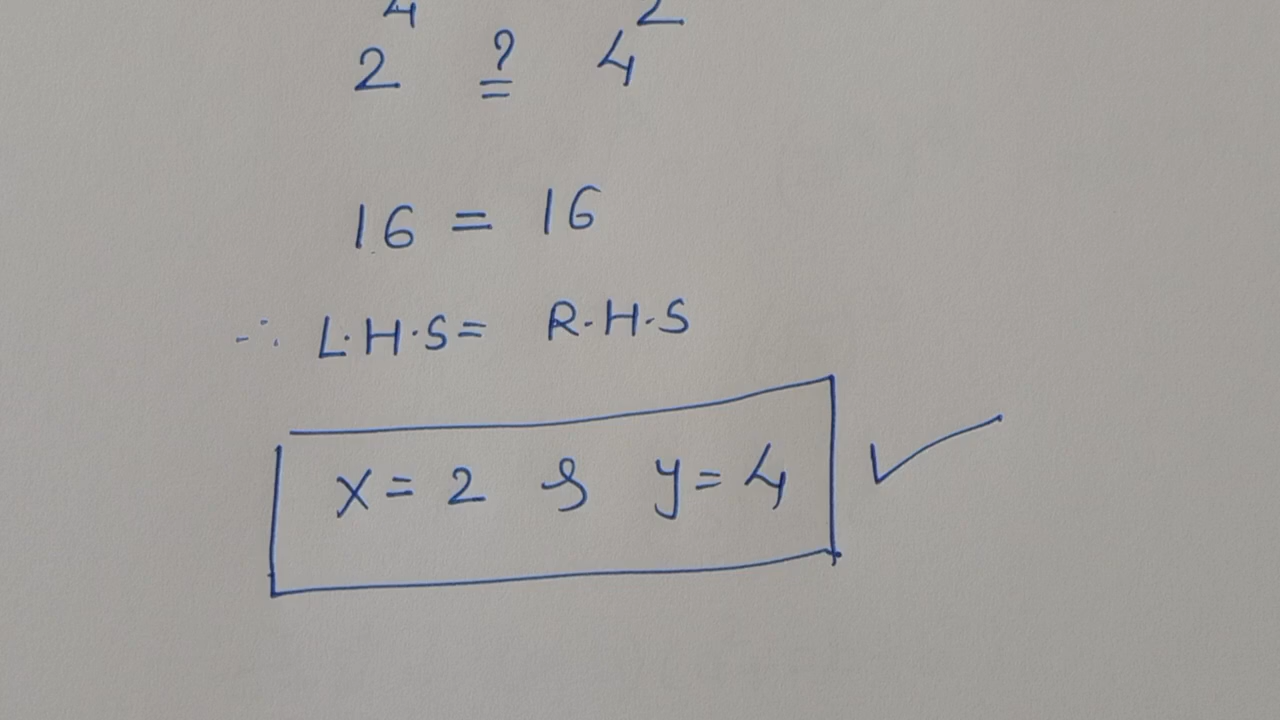 2⁴ ≟ 4²
16 = 16
∴ L.H.S = R.H.S
x = 2 & y = 4 ✓